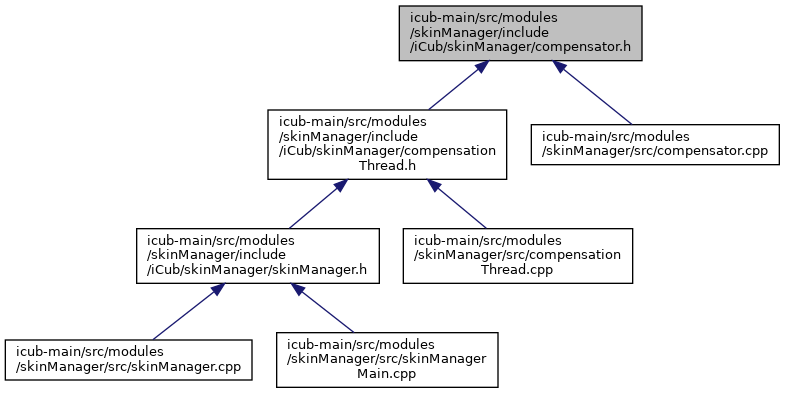 icub-main/src/modules
/skinManager/include
/iCub/skinManager/compensator.h
icub-main/src/modules
/skinManager/include
/iCub/skinManager/compensation
Thread.h
icub-main/src/modules
/skinManager/src/compensator.cpp
icub-main/src/modules
/skinManager/include
/iCub/skinManager/skinManager.h
icub-main/src/modules
/skinManager/src/compensation
Thread.cpp
icub-main/src/modules
/skinManager/src/skinManager.cpp
icub-main/src/modules
/skinManager/src/skinManager
Main.cpp